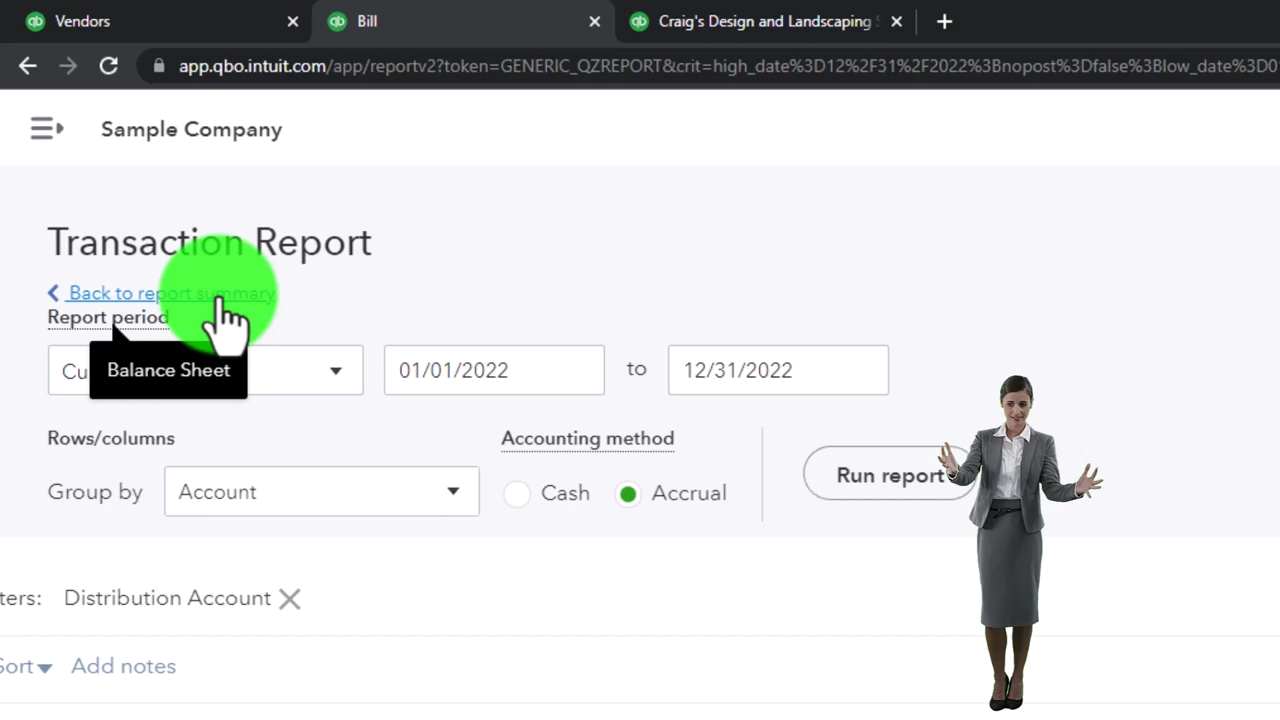 Vendors
Bill
Craig's Design and Landscaping
app.qbo.intuit.com/app/reportv2?token=GENERIC_QZREPORT&crit=high_date%3D12%2F31%2F2022%3Bnopost%3Dfalse%3Blow_date%3D0
Sample Company
Transaction Report
Back to report summary
Report period
Balance Sheet
Cu
01/01/2022 to 12/31/2022
Rows/columns
Accounting method
Group by Account
Cash Accrual
Run report
ters: Distribution Account
Sort Add notes